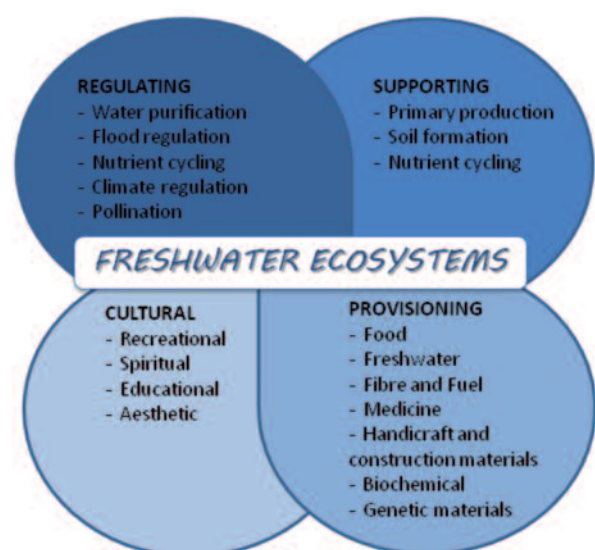 REGULATING
- Water purification
- Flood regulation
- Nutrient cycling
- Climate regulation
- Pollination
SUPPORTING
- Primary production
- Soil formation
- Nutrient cycling
FRESHWATER ECOSYSTEMS
CULTURAL
- Recreational
- Spiritual
- Educational
- Aesthetic
PROVISIONING
- Food
- Freshwater
- Fibre and Fuel
- Medicine
- Handicraft and
construction materials
- Biochemical
- Genetic materials